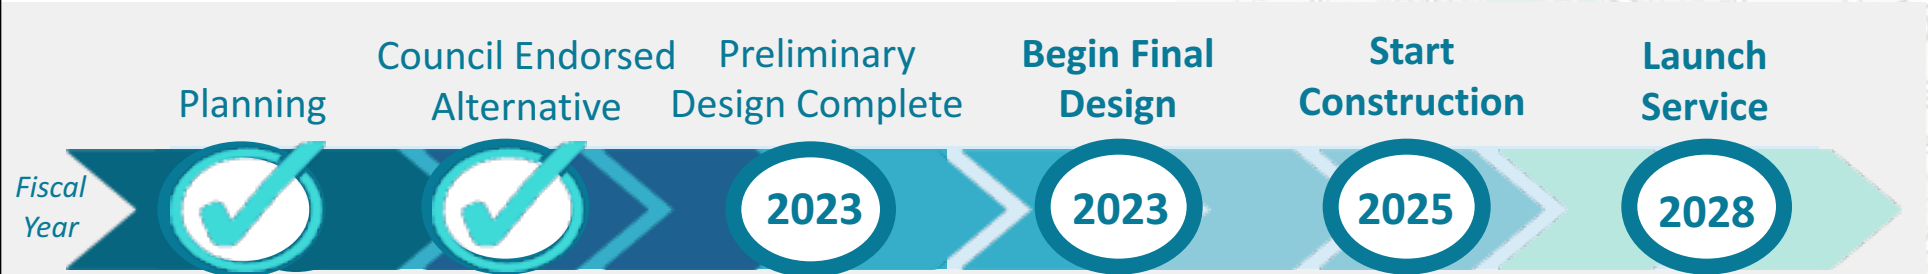 Fiscal
Year
Planning
Council Endorsed
Alternative
Preliminary
Design Complete
2023
Begin Final
Design
2023
Start
Construction
2025
Launch
Service
2028